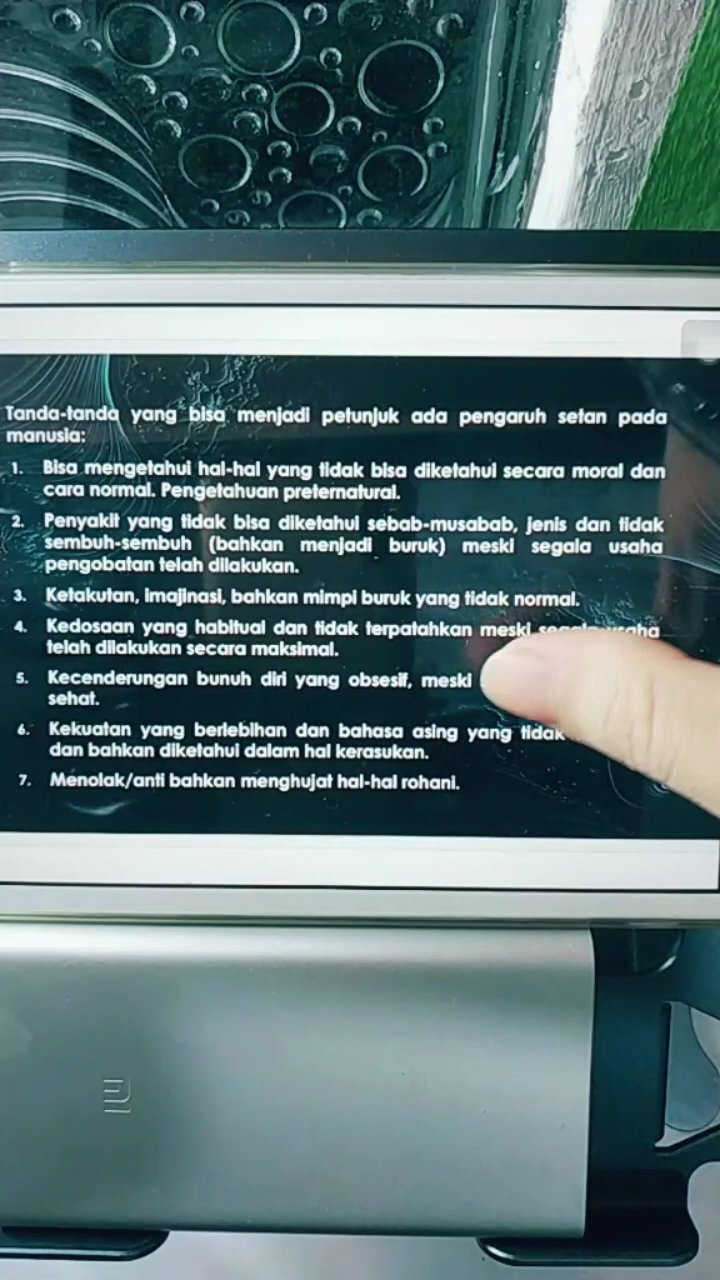 Tanda-tanda yang bisa menjadi petunjuk ada pengaruh setan pada
manusia:
1. Bisa mengetahui hal-hal yang tidak bisa diketahui secara moral dan
cara normal. Pengetahuan preternatural.
2. Penyakit yang tidak bisa diketahui sebab-musabab, jenis dan tidak
sembuh-sembuh (bahkan menjadi buruk) meski segala usaha
pengobatan telah dilakukan.
3. Ketakutan, imajinasi, bahkan mimpi buruk yang tidak normal.
4. Kedosaan yang habitual dan tidak terpatahkan meski segala usaha
telah dilakukan secara maksimal.
5. Kecenderungan bunuh diri yang obsesif, meski
sehat.
6. Kekuatan yang berlebihan dan bahasa asing yang tidak
dan bahkan diketahui dalam hal kerasukan.
7. Menolak/anti bahkan menghujat hal-hal rohani.